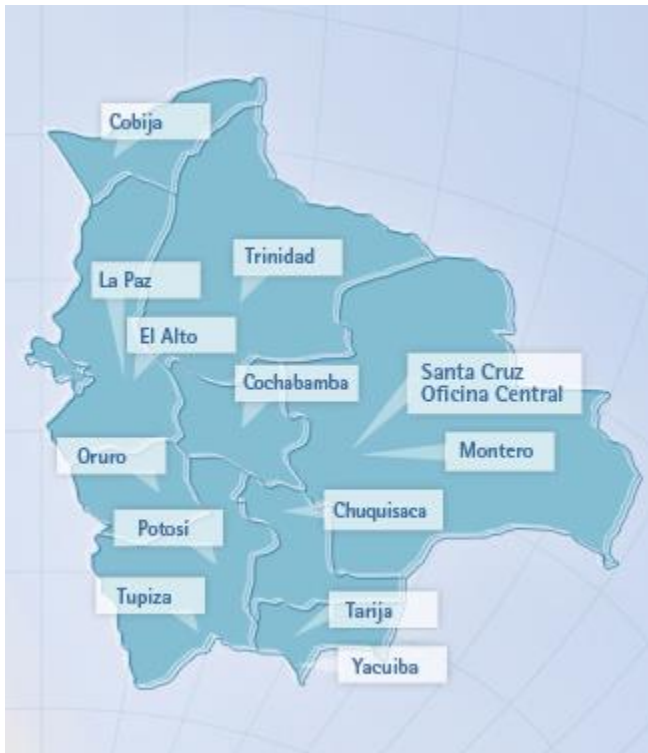 Cobija
Trinidad
La Paz
El Alto
Santa Cruz
Oficina Central
Cochabamba
Montero
Oruro
Chuquisaca
Potosí
Tupiza
Tarija
Yacuiba